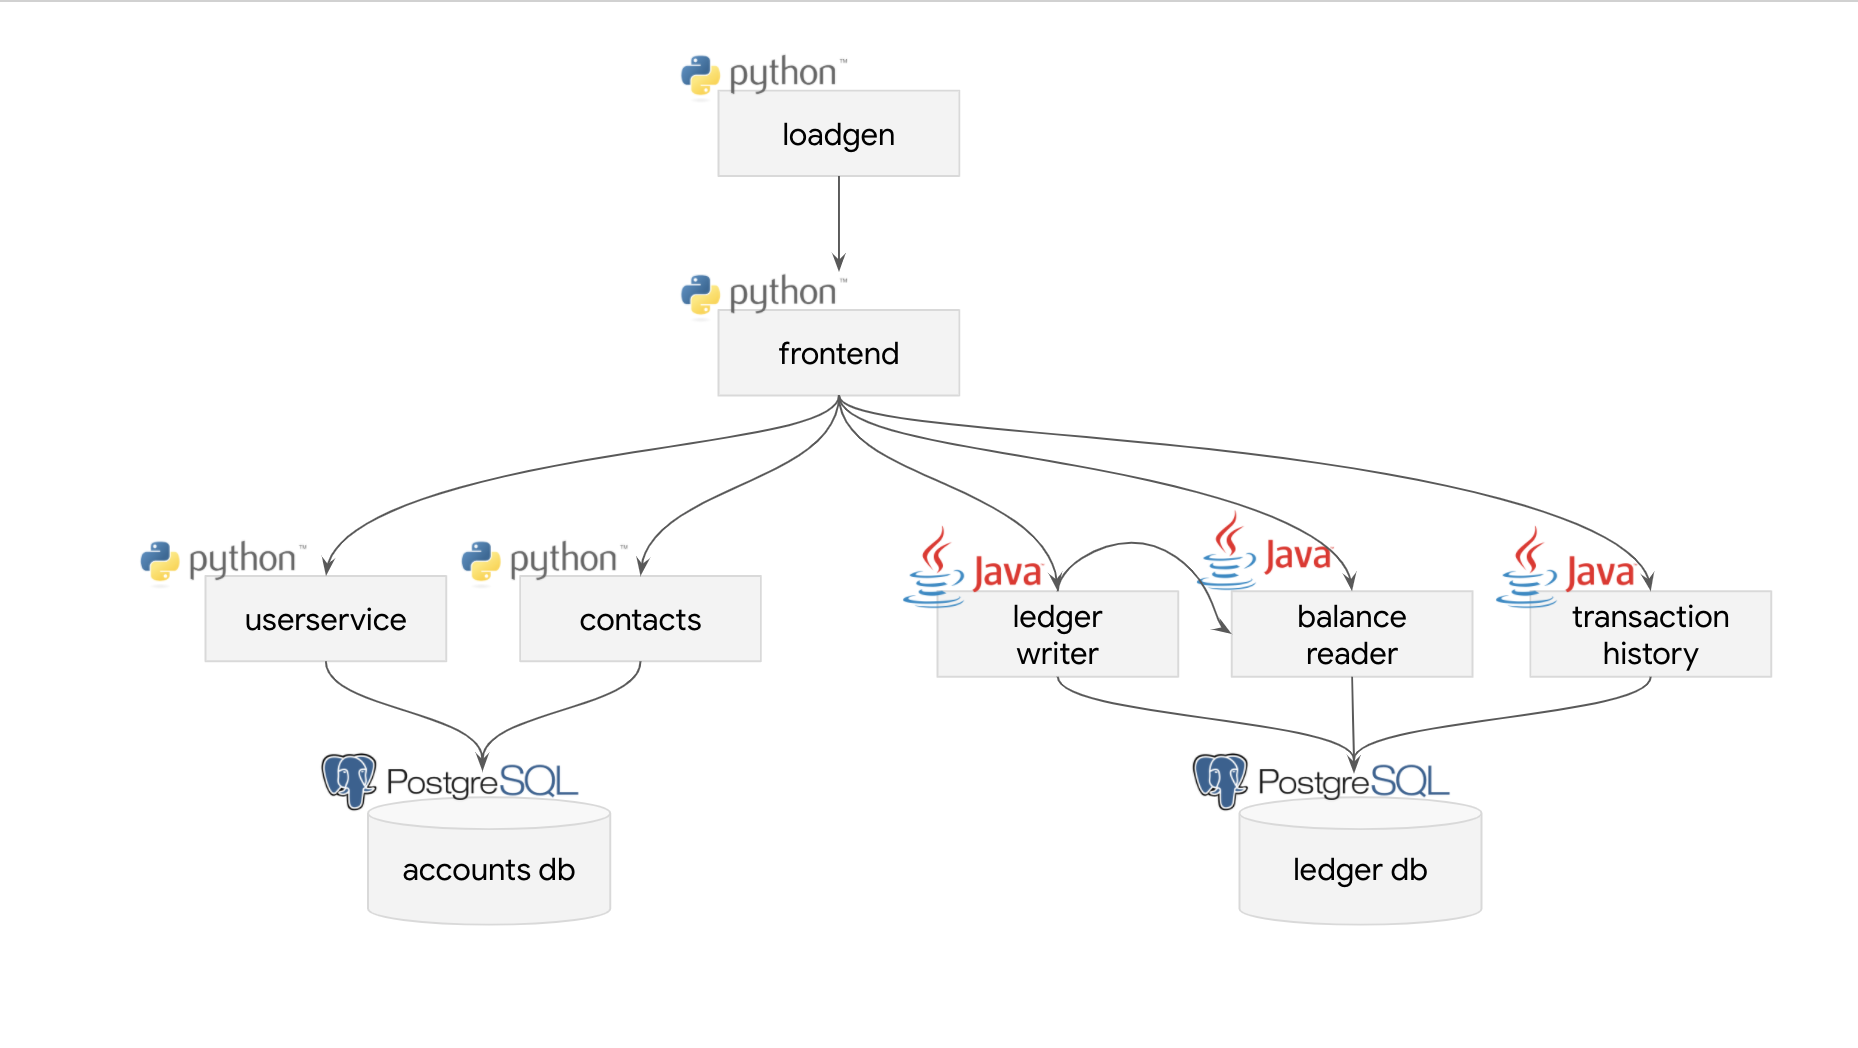 python™
loadgen
python™
frontend
python™
userservice
python™
contacts
Java
ledger
writer
Java
balance
reader
Java
transaction
history
PostgreSQL
accounts db
PostgreSQL
ledger db